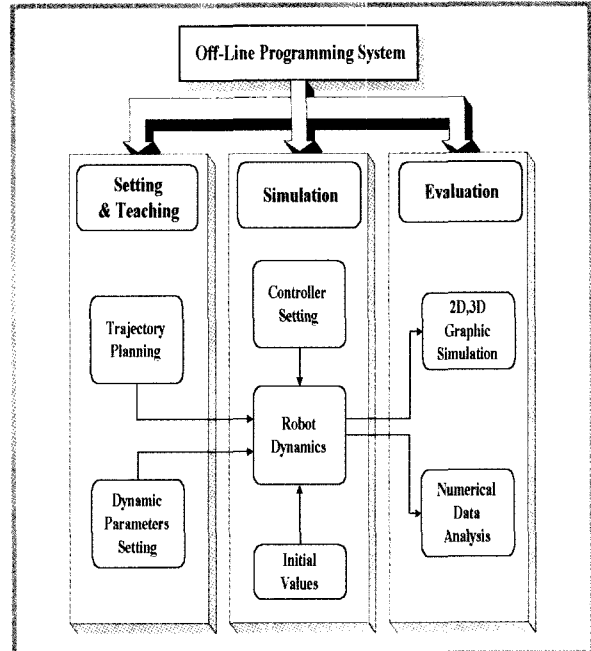 Off-Line Programming System
Setting
& Teaching
Trajectory
Planning
Dynamic
Parameters
Setting
Simulation
Controller
Setting
Robot
Dynamics
Initial
Values
Evaluation
2D,3D
Graphic
Simulation
Numerical
Data
Analysis